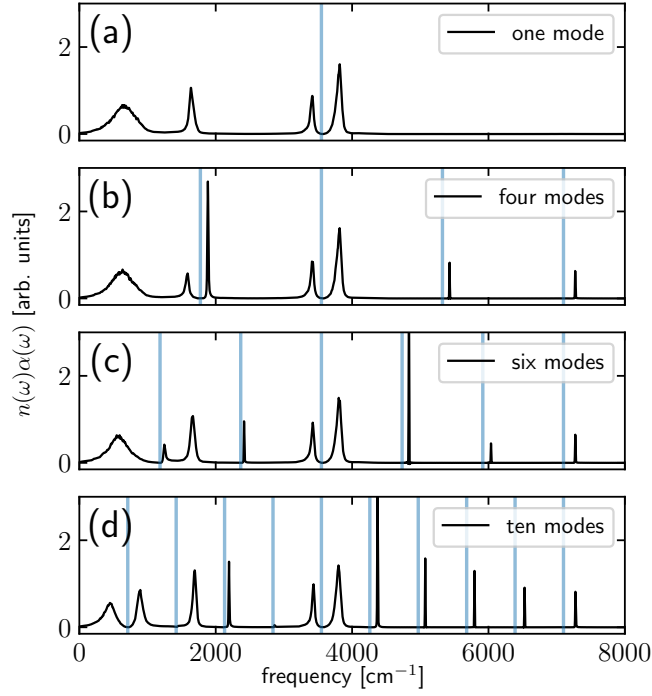 (a)
one mode
2
0
(b)
four modes
2
0
(c)
six modes
2
0
(d)
ten modes
2
0
0 2000 4000 6000 8000
frequency [cm⁻¹]
n(ω)α(ω) [arb. units]